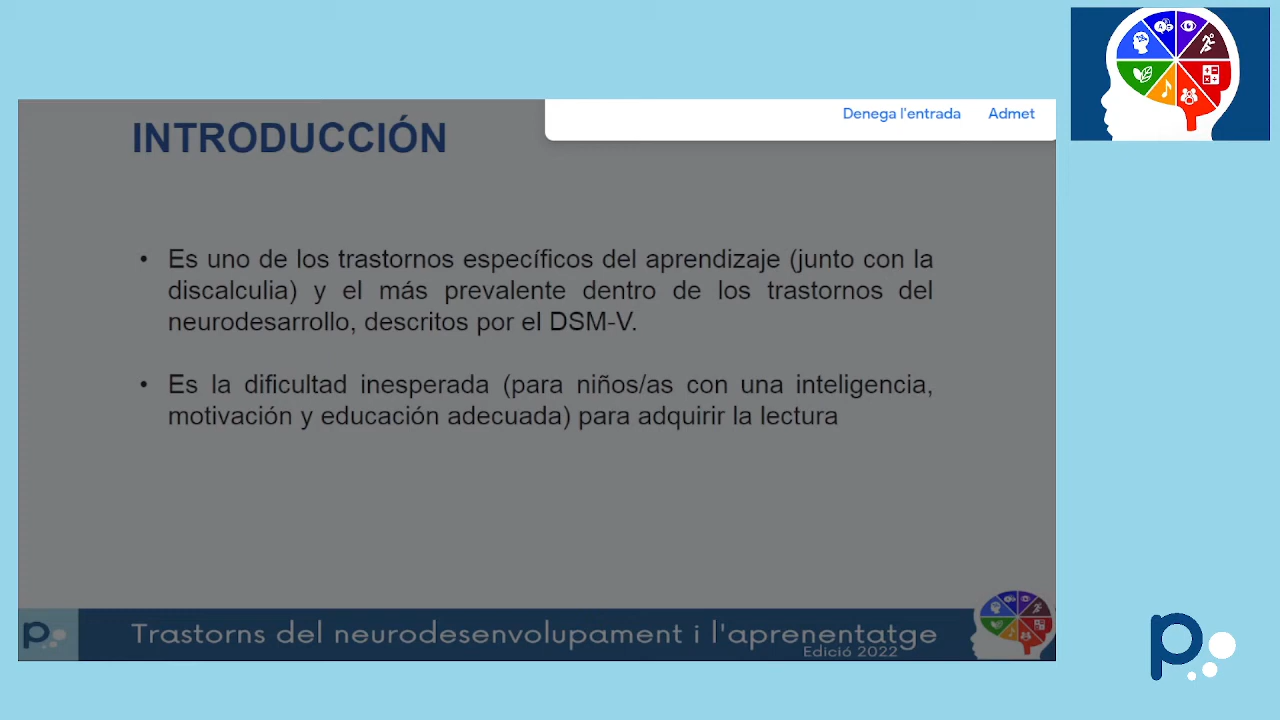 Denega l'entrada Admet
INTRODUCCIÓN
• Es uno de los trastornos específicos del aprendizaje (junto con la
discalculia) y el más prevalente dentro de los trastornos del
neurodesarrollo, descritos por el DSM-V.
• Es la dificultad inesperada (para niños/as con una inteligencia,
motivación y educación adecuada) para adquirir la lectura
p
Trastorns del neurodesenvolupament i l'aprenentatge
Edició 2022
p